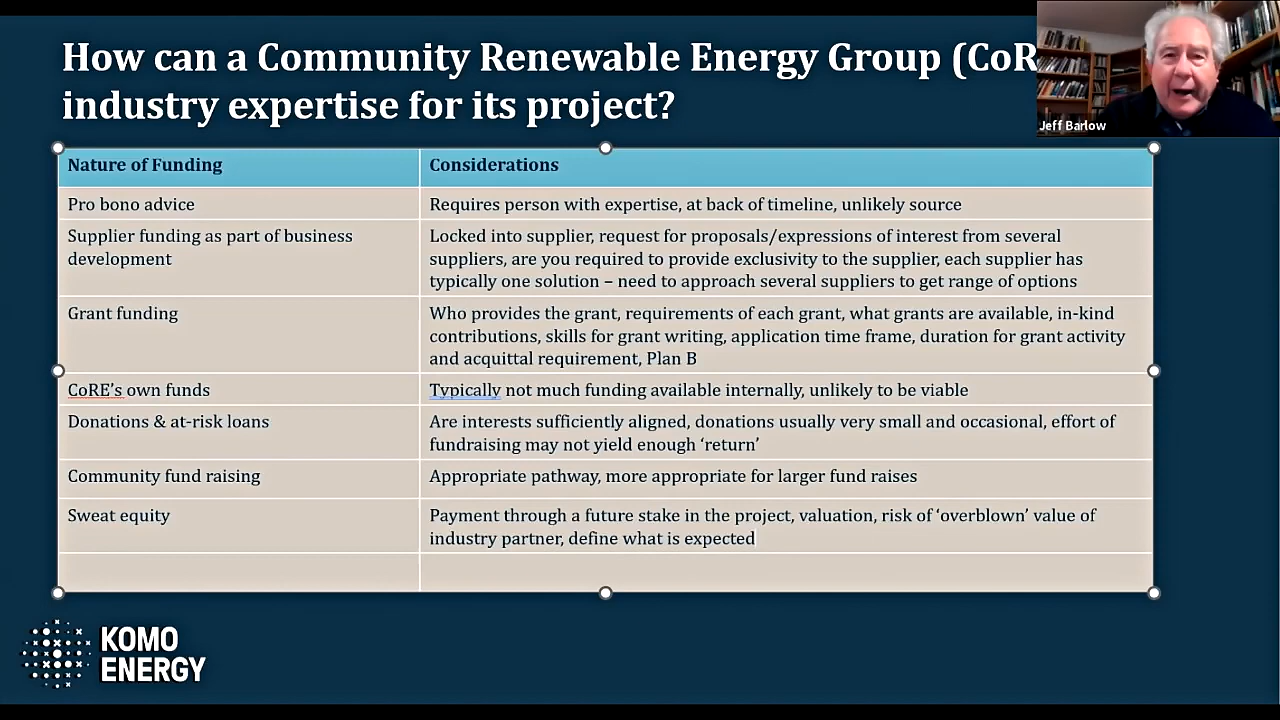 How can a Community Renewable Energy Group (CoR
industry expertise for its project?
Jeff Barlow
Nature of Funding
Considerations
Pro bono advice
Requires person with expertise, at back of timeline, unlikely source
Supplier funding as part of business
development
Locked into supplier, request for proposals/expressions of interest from several
suppliers, are you required to provide exclusivity to the supplier, each supplier has
typically one solution – need to approach several suppliers to get range of options
Grant funding
Who provides the grant, requirements of each grant, what grants are available, in-kind
contributions, skills for grant writing, application time frame, duration for grant activity
and acquittal requirement, Plan B
CoRE's own funds
Typically not much funding available internally, unlikely to be viable
Donations & at-risk loans
Are interests sufficiently aligned, donations usually very small and occasional, effort of
fundraising may not yield enough ‘return’
Community fund raising
Appropriate pathway, more appropriate for larger fund raises
Sweat equity
Payment through a future stake in the project, valuation, risk of ‘overblown’ value of
industry partner, define what is expected
KOMO
ENERGY